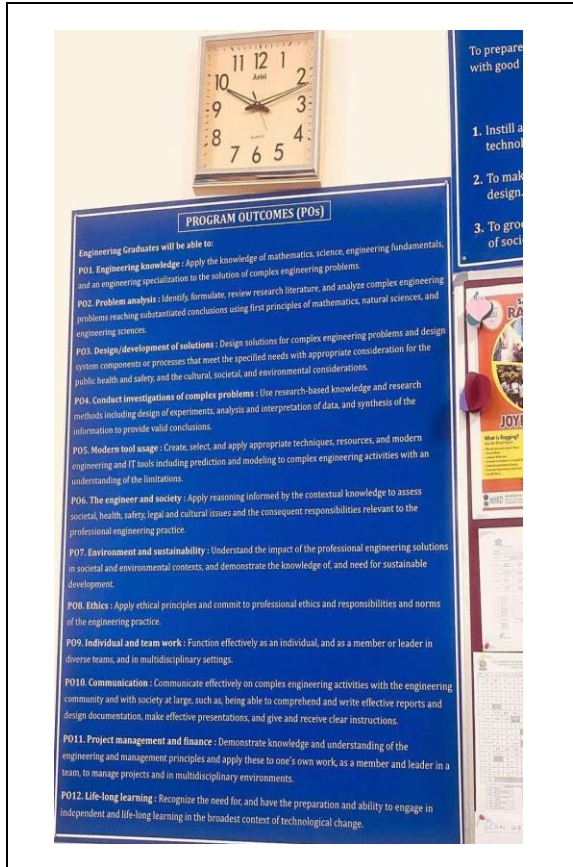 11 12 1
10 2
Arisi
9 3
8 4
7 6 5
To prepare
with good
1. Instill a
technol
2. To mak
design.
3. To groo
of soci
PROGRAM OUTCOMES (POs)
Engineering Graduates will be able to:
PO1. Engineering knowledge : Apply the knowledge of mathematics, science, engineering fundamentals,
and an engineering specialization to the solution of complex engineering problems.
PO2. Problem analysis : Identify, formulate, review research literature, and analyze complex engineering
problems reaching substantiated conclusions using first principles of mathematics, natural sciences, and
engineering sciences.
PO3. Design/development of solutions : Design solutions for complex engineering problems and design
system components or processes that meet the specified needs with appropriate consideration for the
public health and safety, and the cultural, societal, and environmental considerations.
PO4. Conduct investigations of complex problems : Use research-based knowledge and research
methods including design of experiments, analysis and interpretation of data, and synthesis of the
information to provide valid conclusions.
PO5. Modern tool usage : Create, select, and apply appropriate techniques, resources, and modern
engineering and IT tools including prediction and modeling to complex engineering activities with an
understanding of the limitations.
PO6. The engineer and society : Apply reasoning informed by the contextual knowledge to assess
societal, health, safety, legal and cultural issues and the consequent responsibilities relevant to the
professional engineering practice.
PO7. Environment and sustainability : Understand the impact of the professional engineering solutions
in societal and environmental contexts, and demonstrate the knowledge of, and need for sustainable
development.
PO8. Ethics : Apply ethical principles and commit to professional ethics and responsibilities and norms
of the engineering practice.
PO9. Individual and team work : Function effectively as an individual, and as a member or leader in
diverse teams, and in multidisciplinary settings.
PO10. Communication : Communicate effectively on complex engineering activities with the engineering
community and with society at large, such as, being able to comprehend and write effective reports and
design documentation, make effective presentations, and give and receive clear instructions.
PO11. Project management and finance : Demonstrate knowledge and understanding of the
engineering and management principles and apply these to one's own work, as a member and leader in a
team, to manage projects and in multidisciplinary environments.
PO12. Life-long learning : Recognize the need for, and have the preparation and ability to engage in
independent and life-long learning in the broadest context of technological change.
RA
JOY
What is Ragging?